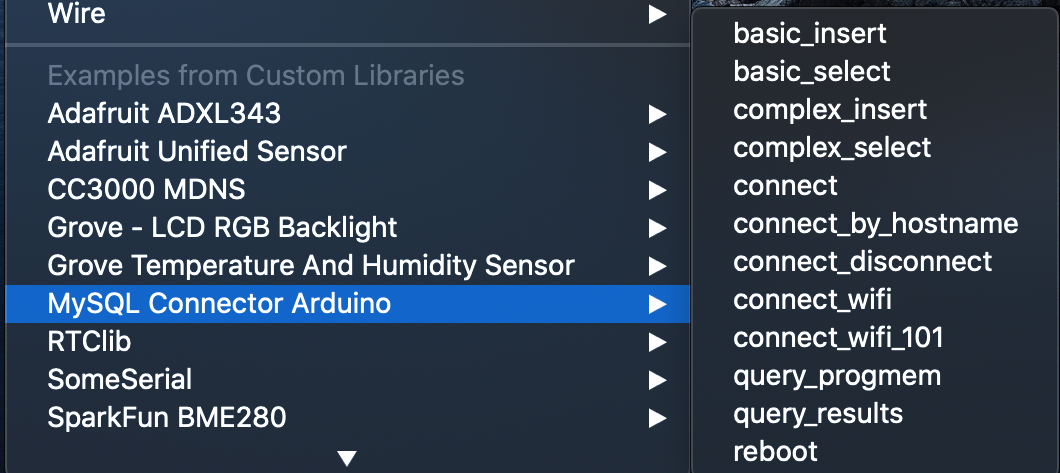 Wire
Examples from Custom Libraries
Adafruit ADXL343
Adafruit Unified Sensor
CC3000 MDNS
Grove - LCD RGB Backlight
Grove Temperature And Humidity Sensor
MySQL Connector Arduino
RTClib
SomeSerial
SparkFun BME280
basic_insert
basic_select
complex_insert
complex_select
connect
connect_by_hostname
connect_disconnect
connect_wifi
connect_wifi_101
query_progmem
query_results
reboot